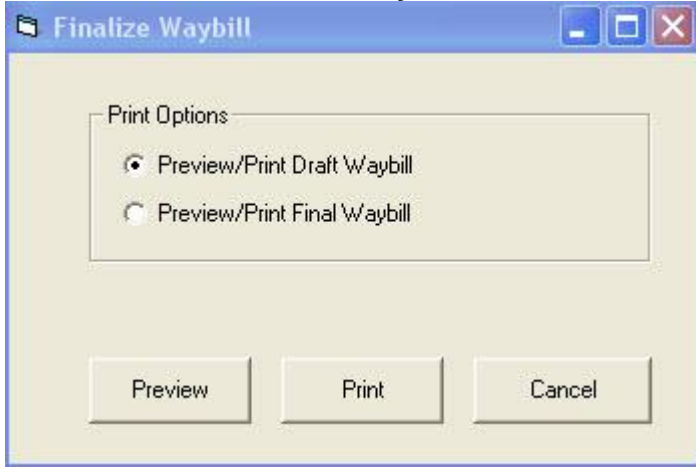 Finalize Waybill
Print Options
Preview/Print Draft Waybill
Preview/Print Final Waybill
Preview Print Cancel